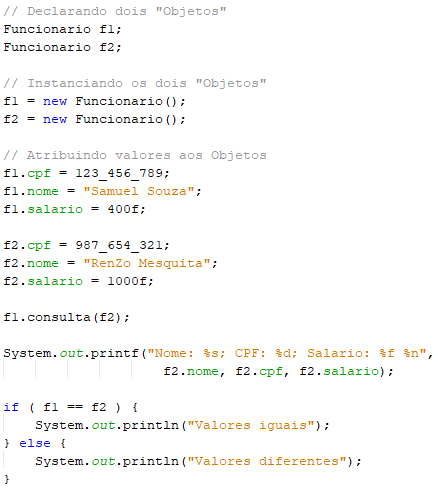 // Declarando dois "Objetos"
Funcionario f1;
Funcionario f2;
// Instanciando os dois "Objetos"
f1 = new Funcionario();
f2 = new Funcionario();
// Atribuindo valores aos Objetos
f1.cpf = 123_456_789;
f1.nome = "Samuel Souza";
f1.salario = 400f;
f2.cpf = 987_654_321;
f2.nome = "RenZo Mesquita";
f2.salario = 1000f;
f1.consulta(f2);
System.out.printf("Nome: %s; CPF: %d; Salario: %f %n",
f2.nome, f2.cpf, f2.salario);
if ( f1 == f2 ) {
System.out.println("Valores iguais");
} else {
System.out.println("Valores diferentes");
}